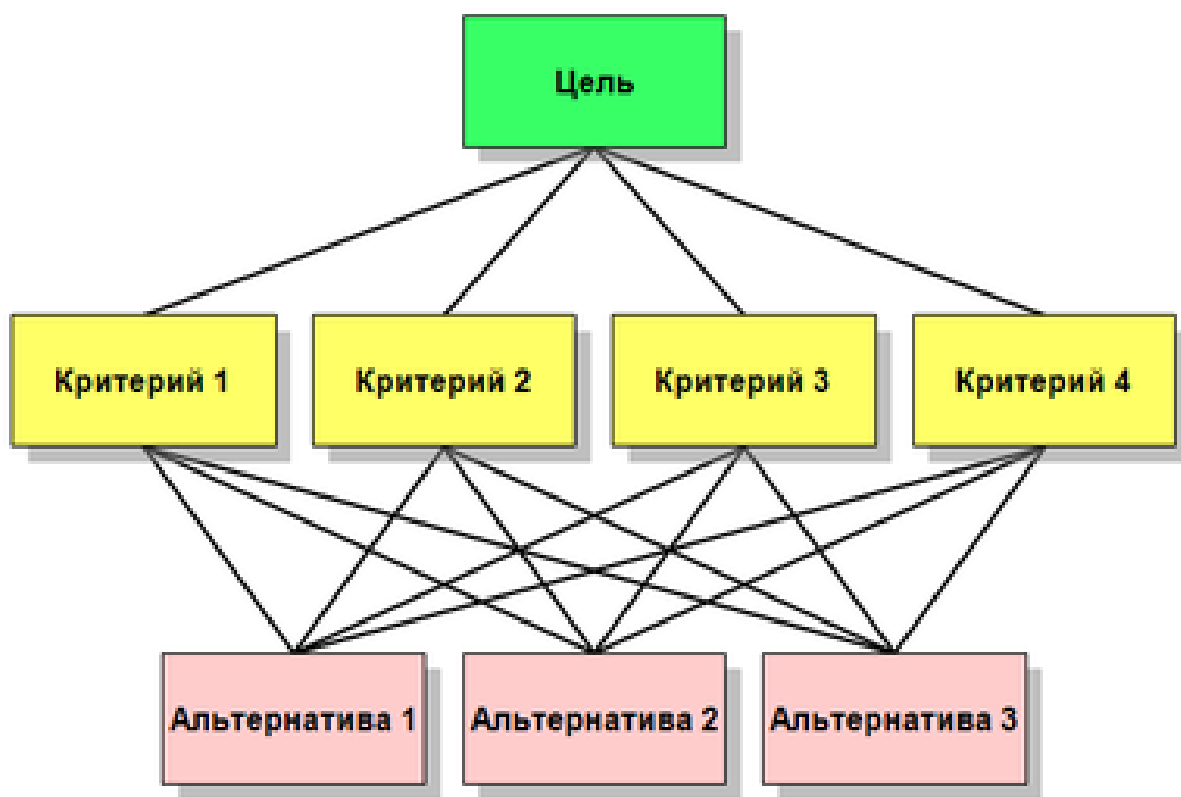 Цель
Критерий 1
Критерий 2
Критерий 3
Критерий 4
Альтернатива 1
Альтернатива 2
Альтернатива 3